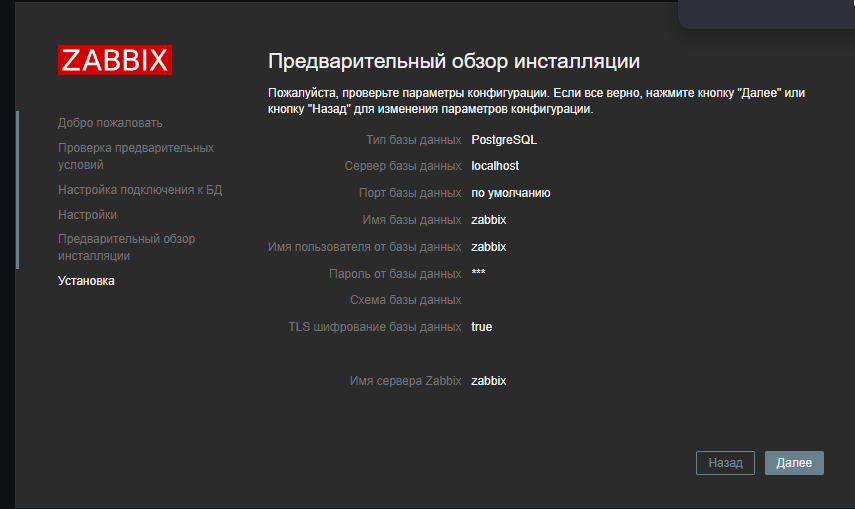 ZABBIX
Добро пожаловать
Проверка предварительных
условий
Настройка подключения к БД
Настройки
Предварительный обзор
инсталляции
Установка
Предварительный обзор инсталляции
Пожалуйста, проверьте параметры конфигурации. Если все верно, нажмите кнопку "Далее" или
кнопку "Назад" для изменения параметров конфигурации.
Тип базы данных PostgreSQL
Сервер базы данных localhost
Порт базы данных по умолчанию
Имя базы данных zabbix
Имя пользователя от базы данных zabbix
Пароль от базы данных ***
Схема базы данных
TLS шифрование базы данных true
Имя сервера Zabbix zabbix
Назад Далее